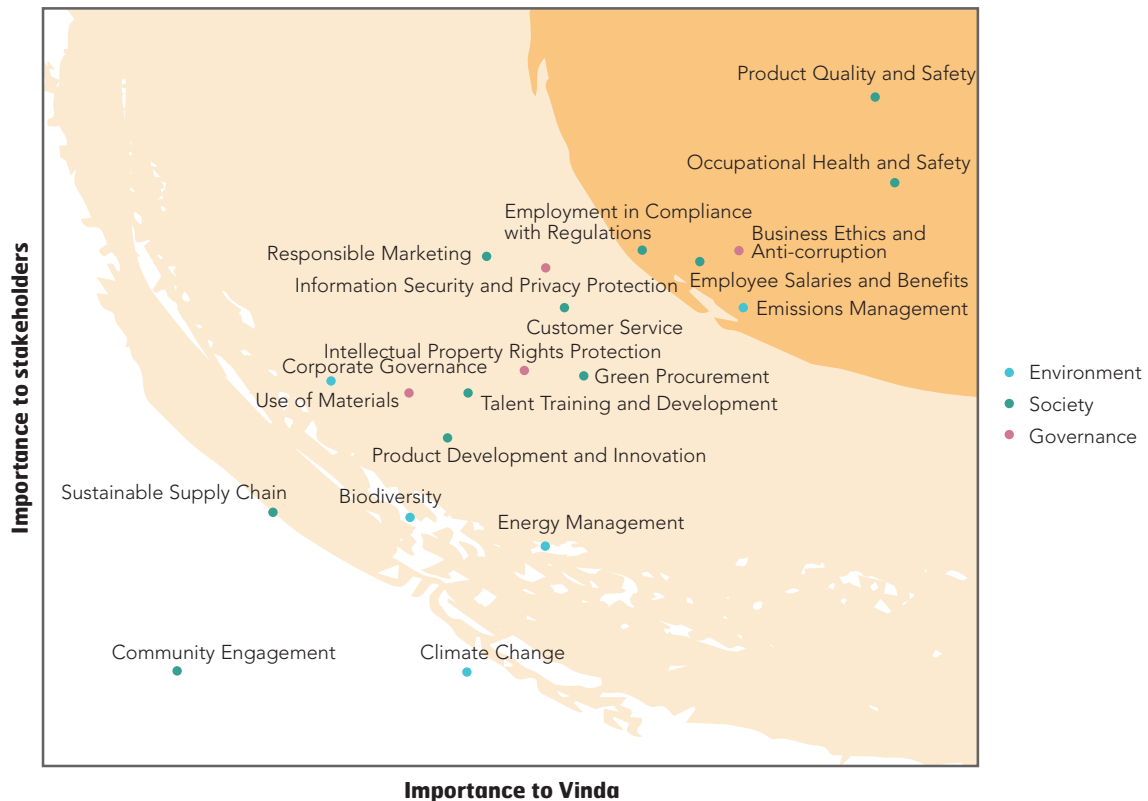 Product Quality and Safety
Occupational Health and Safety
Employment in Compliance
with Regulations
Business Ethics and
Anti-corruption
Responsible Marketing
Employee Salaries and Benefits
Information Security and Privacy Protection
Emissions Management
Customer Service
Intellectual Property Rights Protection
Corporate Governance
Green Procurement
Use of Materials
Talent Training and Development
Product Development and Innovation
Sustainable Supply Chain
Biodiversity
Energy Management
Community Engagement
Climate Change
Importance to stakeholders
Importance to Vinda
Environment
Society
Governance